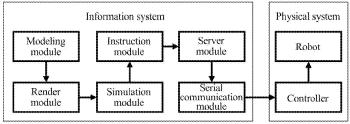 Information system
Physical system
Modeling
module
Instruction
module
Server
module
Robot
Render
module
Simulation
module
Serial
communication
module
Controller